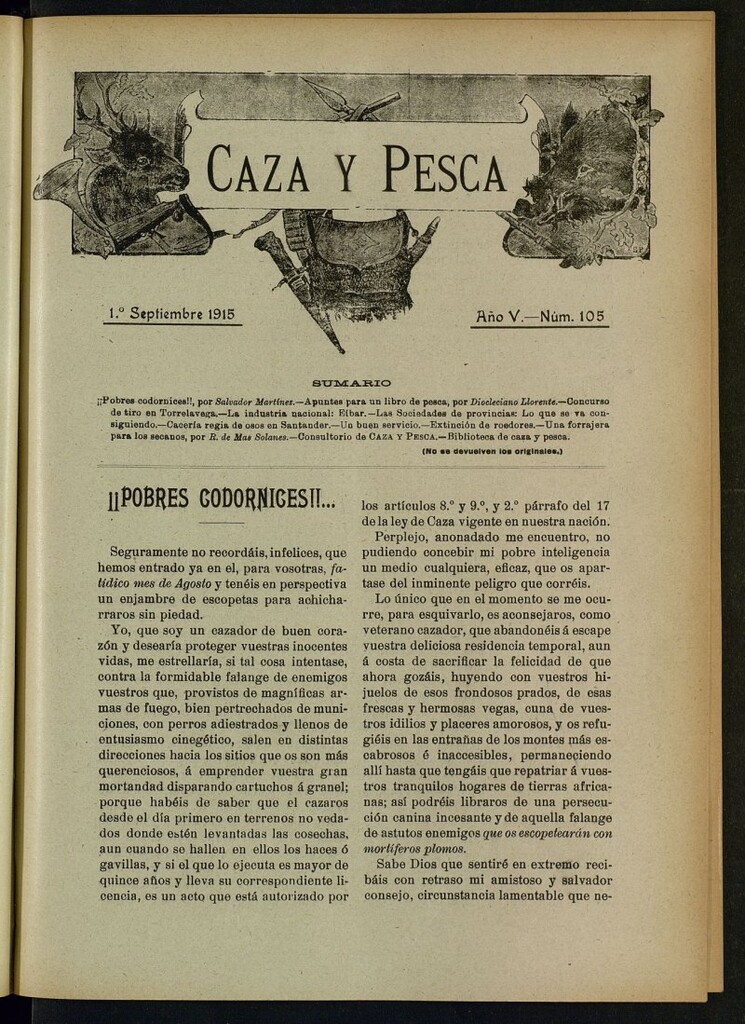 CAZA Y PESCA
1.º Septiembre 1915
Año V.—Núm. 105
SUMARIO
¡¡Pobres codornices!!, por Salvador Martínes.—Apuntes para un libro de pesca, por Diocleciano Llorente.—Concurso
de tiro en Torrelavega.—La industria nacional: Eíbar.—Las Sociedades de provincias: Lo que se va con-
siguiendo.—Cacería regia de osos en Santander.—Un buen servicio.—Extinción de roedores.—Una forrajera
para los secanos, por R. de Mas Solanes.—Consultorio de CAZA Y PESCA.—Biblioteca de caza y pesca.
(No se devuelven los originales.)
¡¡POBRES CODORNICES!!...
Seguramente no recordáis, infelices, que
hemos entrado ya en el, para vosotras, fa-
tídico mes de Agosto y tenéis en perspectiva
un enjambre de escopetas para achicha-
rraros sin piedad.
Yo, que soy un cazador de buen cora-
zón y desearía proteger vuestras inocentes
vidas, me estrellaría, si tal cosa intentase,
contra la formidable falange de enemigos
vuestros que, provistos de magníficas ar-
mas de fuego, bien pertrechados de muni-
ciones, con perros adiestrados y llenos de
entusiasmo cinegético, salen en distintas
direcciones hacia los sitios que os son más
querenciosos, á emprender vuestra gran
mortandad disparando cartuchos á granel;
porque habéis de saber que el cazaros
desde el día primero en terrenos no veda-
dos donde estén levantadas las cosechas,
aun cuando se hallen en ellos los haces ó
gavillas, y si el que lo ejecuta es mayor de
quince años y lleva su correspondiente li-
cencia, es un acto que está autorizado por
los artículos 8.º y 9.º, y 2.º párrafo del 17
de la ley de Caza vigente en nuestra nación.
Perplejo, anonadado me encuentro, no
pudiendo concebir mi pobre inteligencia
un medio cualquiera, eficaz, que os apar-
tase del inminente peligro que corréis.
Lo único que en el momento se me ocu-
rre, para esquivarlo, es aconsejaros, como
veterano cazador, que abandonéis á escape
vuestra deliciosa residencia temporal, aun
á costa de sacrificar la felicidad de que
ahora gozáis, huyendo con vuestros hi-
juelos de esos frondosos prados, de esas
frescas y hermosas vegas, cuna de vues-
tros idilios y placeres amorosos, y os refu-
giéis en las entrañas de los montes más es-
cabrosos é inaccesibles, permaneciendo
allí hasta que tengáis que repatriar á vues-
tros tranquilos hogares de tierras africa-
nas; así podréis libraros de una persecu-
ción canina incesante y de aquella falange
de astutos enemigos que os escopetearán con
mortíferos plomos.
Sabe Dios que sentiré en extremo reci-
báis con retraso mi amistoso y salvador
consejo, circunstancia lamentable que ne-